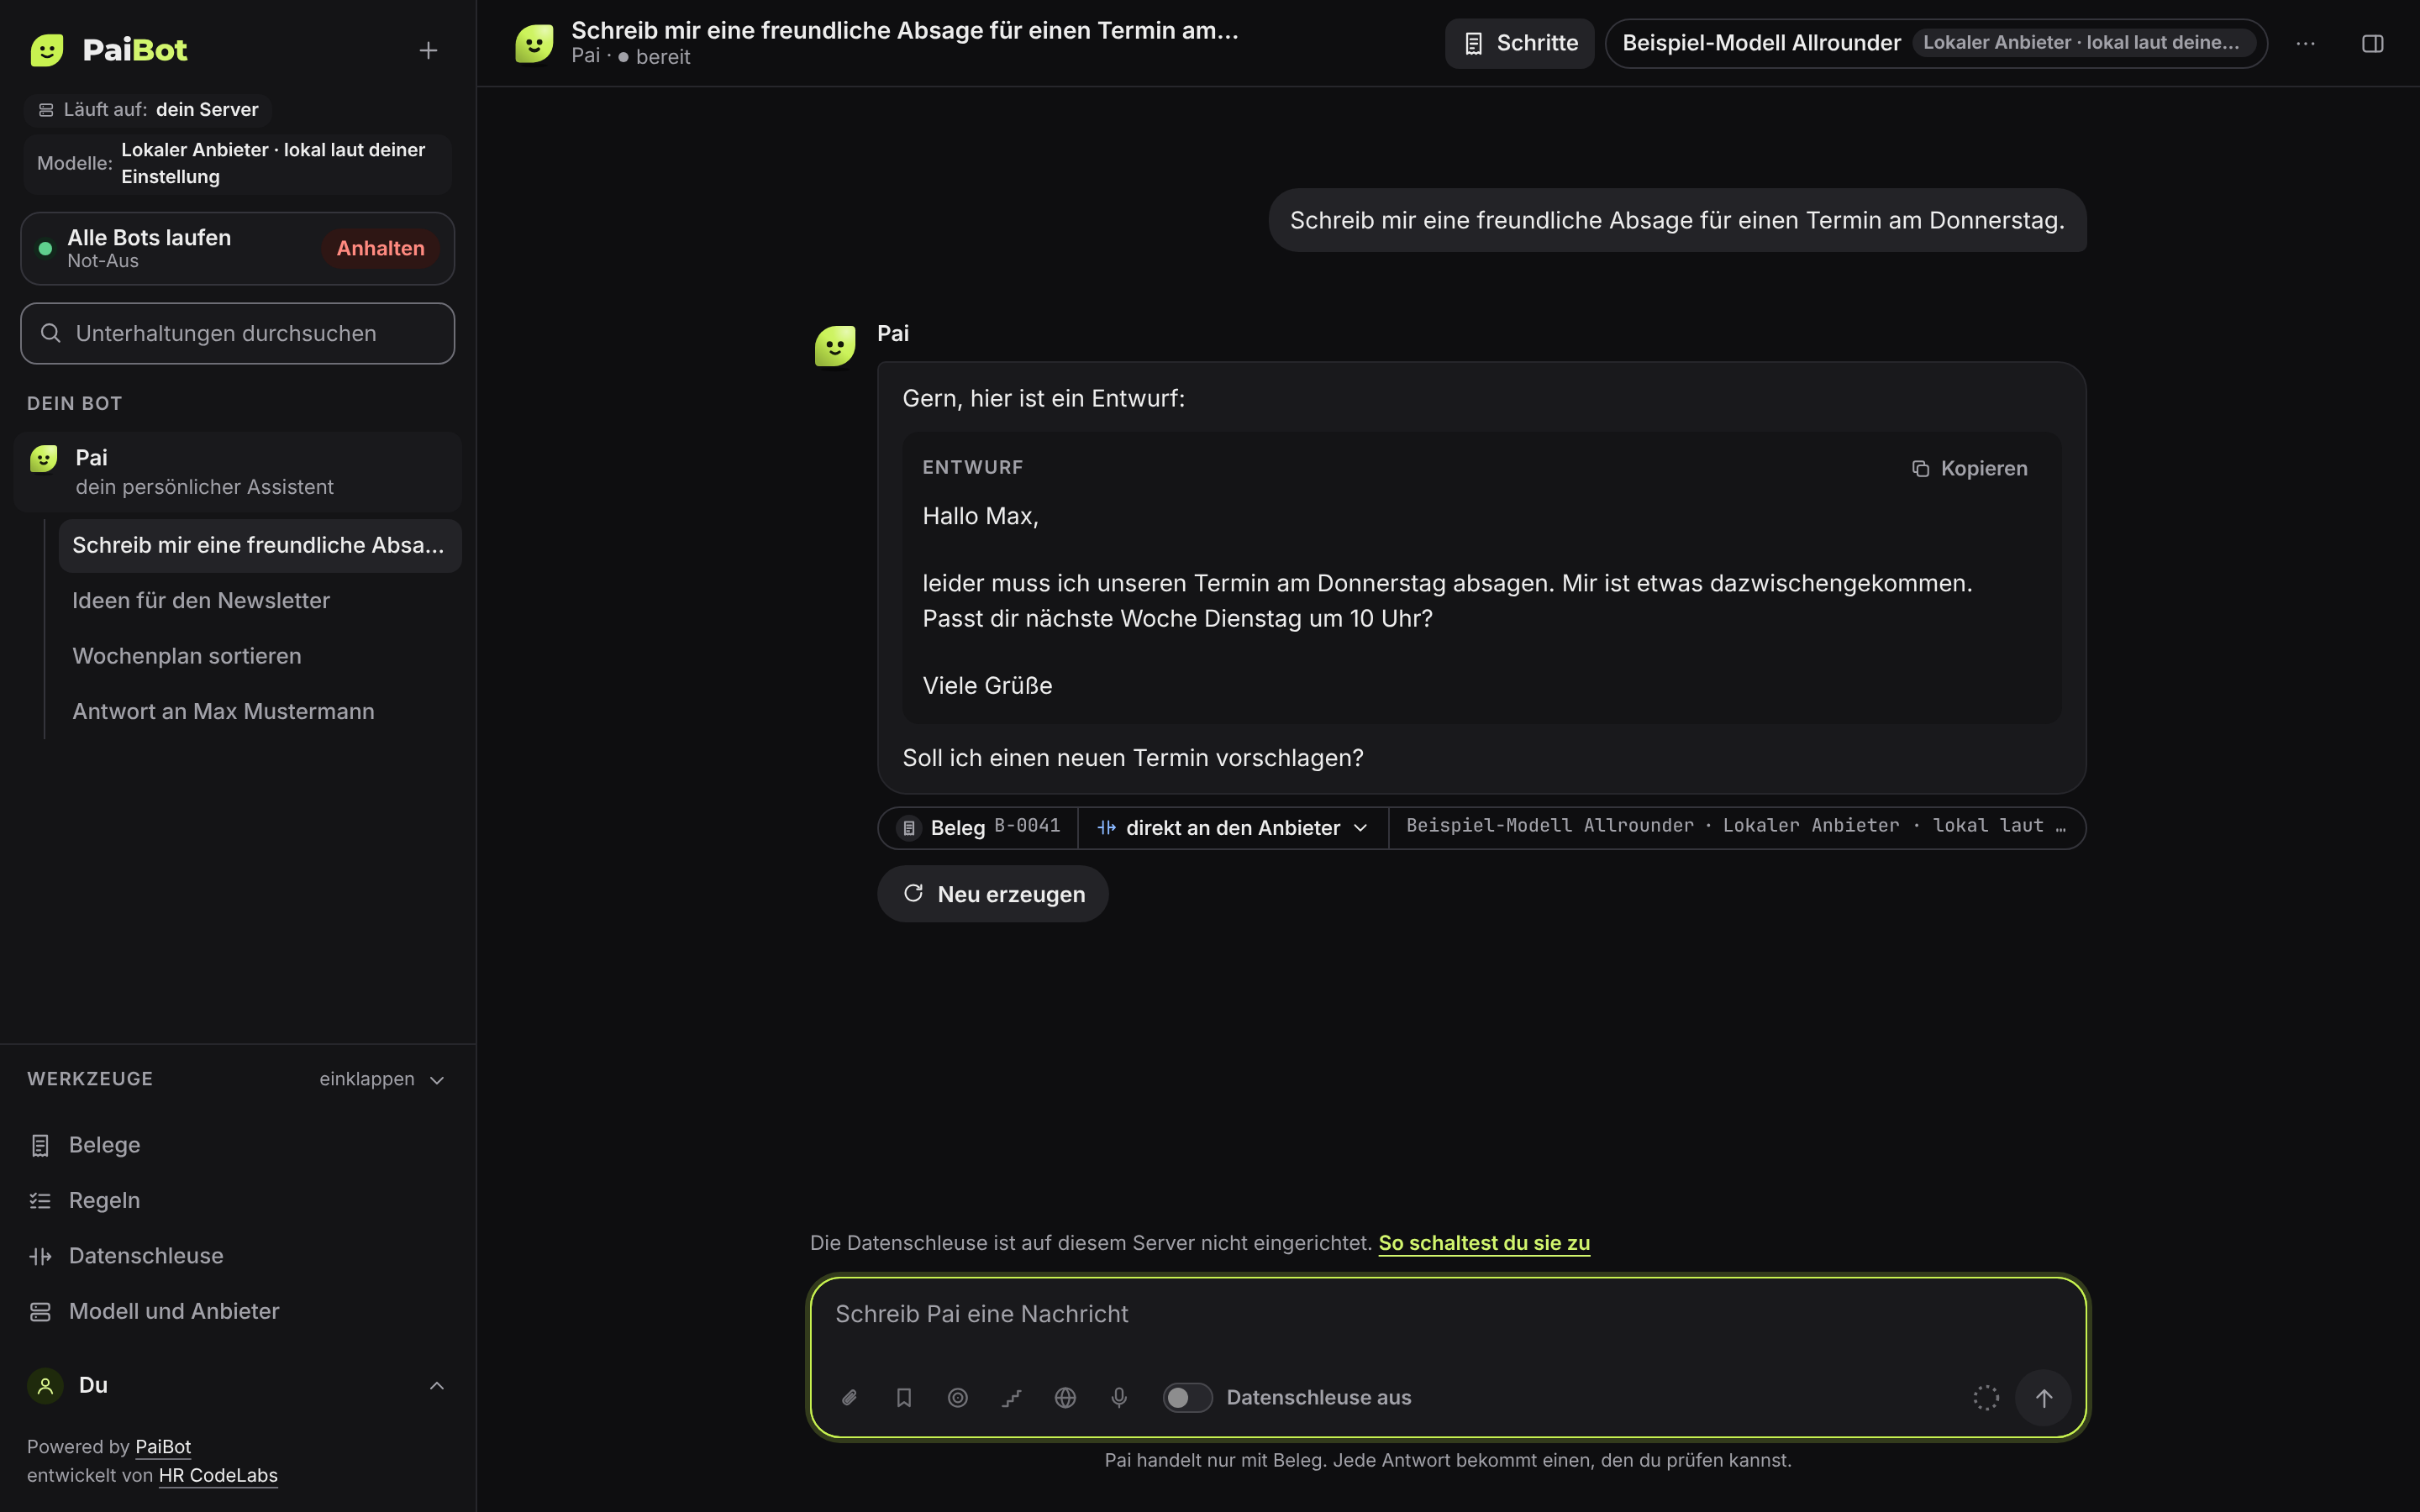 PaiBot
Läuft auf: dein Server
Modelle: Lokaler Anbieter · lokal laut deiner
Einstellung
Alle Bots laufen
Not-Aus
Anhalten
Unterhaltungen durchsuchen
DEIN BOT
Pai
dein persönlicher Assistent
Schreib mir eine freundliche Absa...
Ideen für den Newsletter
Wochenplan sortieren
Antwort an Max Mustermann
WERKZEUGE
einklappen
Belege
Regeln
Datenschleuse
Modell und Anbieter
Du
Powered by PaiBot
entwickelt von HR CodeLabs
Schreib mir eine freundliche Absage für einen Termin am...
Pai · bereit
Schritte
Beispiel-Modell Allrounder Lokaler Anbieter · lokal laut deine...
Schreib mir eine freundliche Absage für einen Termin am Donnerstag.
Pai
Gern, hier ist ein Entwurf:
ENTWURF
Kopieren
Hallo Max,
leider muss ich unseren Termin am Donnerstag absagen. Mir ist etwas dazwischengekommen.
Passt dir nächste Woche Dienstag um 10 Uhr?
Viele Grüße
Soll ich einen neuen Termin vorschlagen?
Beleg B-0041
direkt an den Anbieter
Beispiel-Modell Allrounder · Lokaler Anbieter · lokal laut …
Neu erzeugen
Die Datenschleuse ist auf diesem Server nicht eingerichtet. So schaltest du sie zu
Schreib Pai eine Nachricht
Datenschleuse aus
Pai handelt nur mit Beleg. Jede Antwort bekommt einen, den du prüfen kannst.